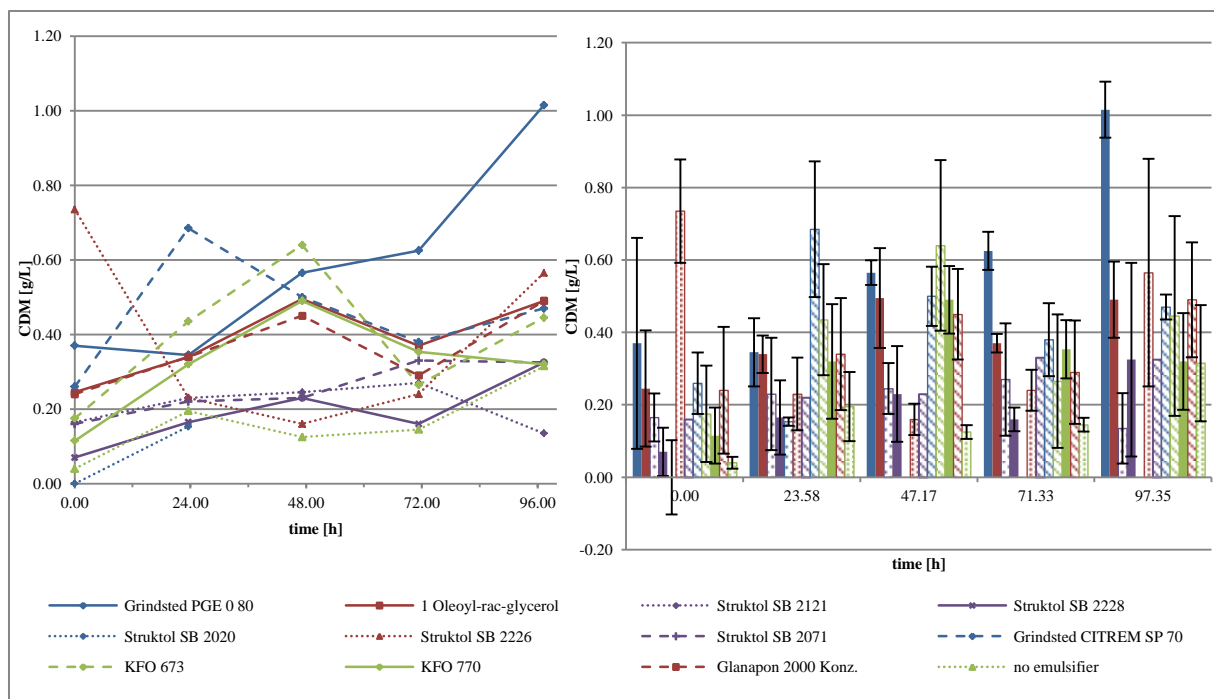 1.20
1.00
0.80
0.60
0.40
0.20
0.00
CDM [g/L]
0.00 24.00 48.00 72.00 96.00
time [h]
1.20
1.00
0.80
0.60
0.40
0.20
0.00
-0.20
CDM [g/L]
0.00 23.58 47.17 71.33 97.35
time [h]
Grindsted PGE 0 80 1 Oleoyl-rac-glycerol Struktol SB 2121 Struktol SB 2228
Struktol SB 2020 Struktol SB 2226 Struktol SB 2071 Grindsted CITREM SP 70
KFO 673 KFO 770 Glanapon 2000 Konz. no emulsifier